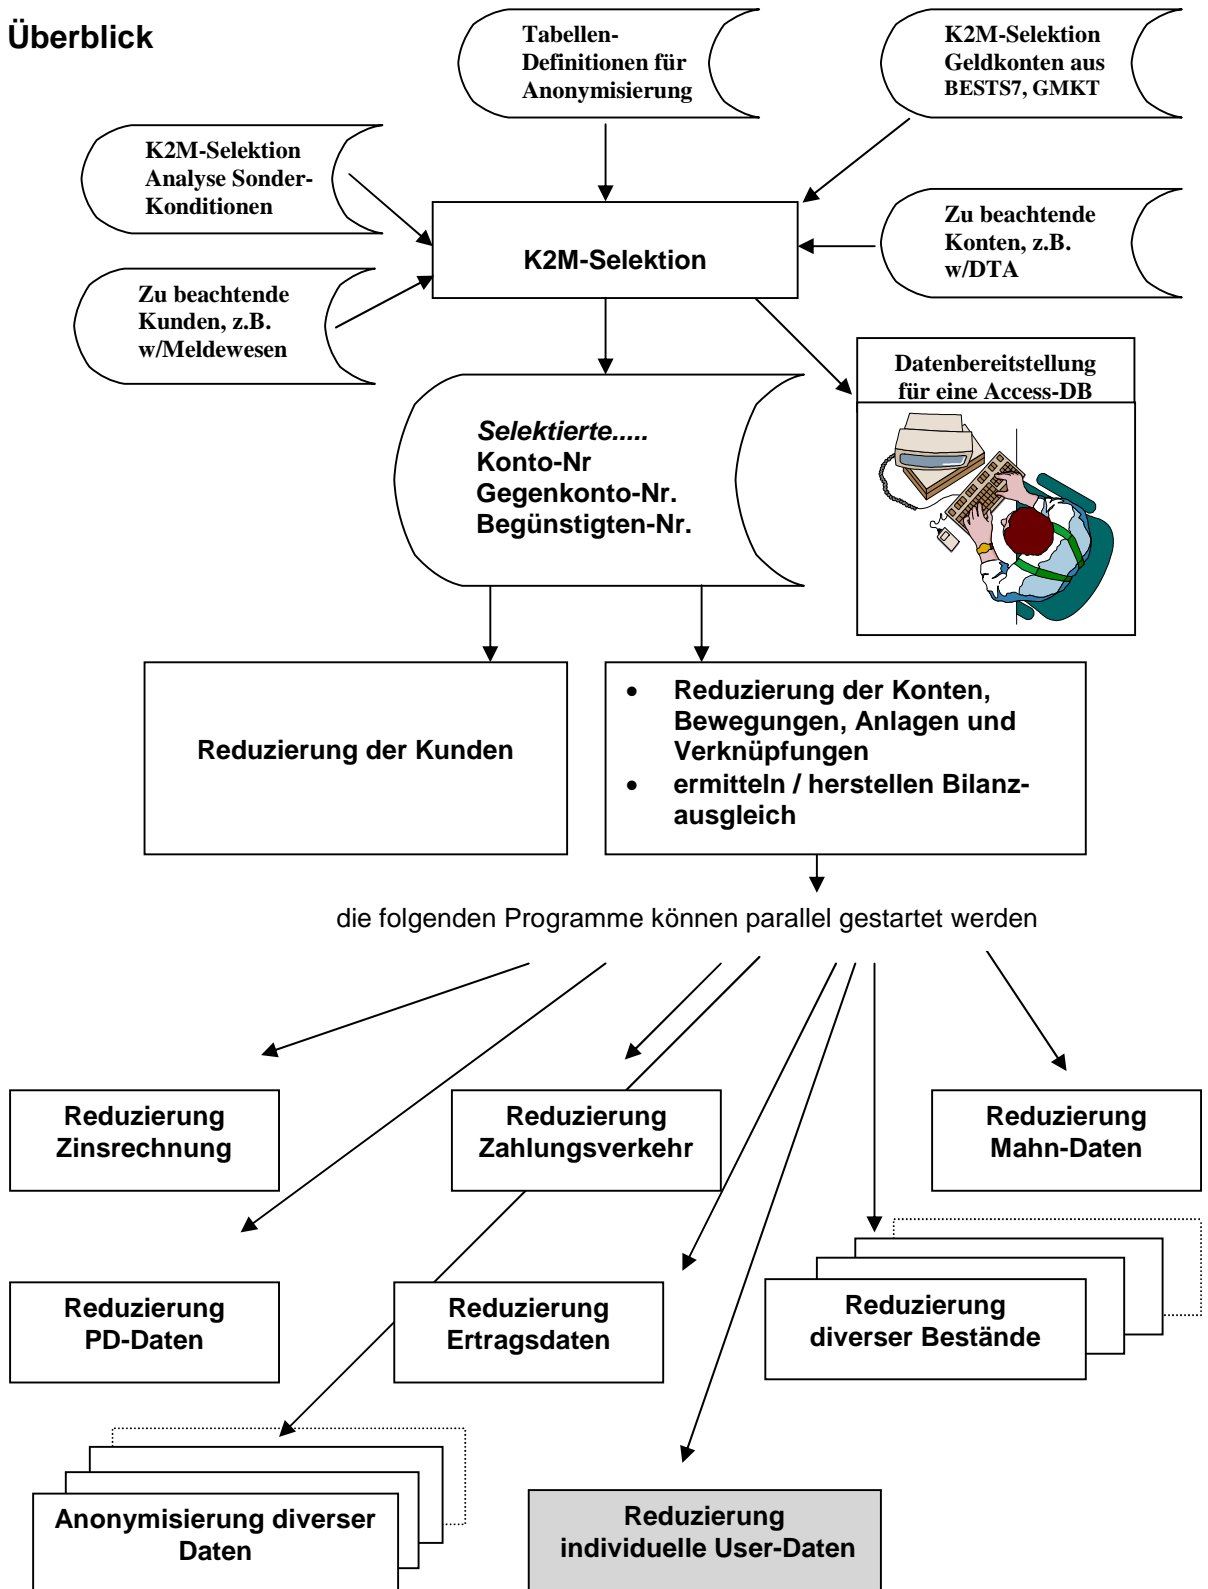 Überblick
Tabellen-
Definitionen für
Anonymisierung
K2M-Selektion
Geldkonten aus
BESTS7, GMKT
K2M-Selektion
Analyse Sonder-
Konditionen
Zu beachtende
Konten, z.B.
w/DTA
K2M-Selektion
Zu beachtende
Kunden, z.B.
w/Meldewesen
Datenbereitstellung
für eine Access-DB
Selektierte.....
Konto-Nr
Gegenkonto-Nr.
Begünstigten-Nr.
Reduzierung der Kunden
• Reduzierung der Konten,
Bewegungen, Anlagen und
Verknüpfungen
• ermitteln / herstellen Bilanz-
ausgleich
die folgenden Programme können parallel gestartet werden
Reduzierung
Zinsrechnung
Reduzierung
Zahlungsverkehr
Reduzierung
Mahn-Daten
Reduzierung
PD-Daten
Reduzierung
Ertragsdaten
Reduzierung
diverser Bestände
Anonymisierung diverser
Daten
Reduzierung
individuelle User-Daten